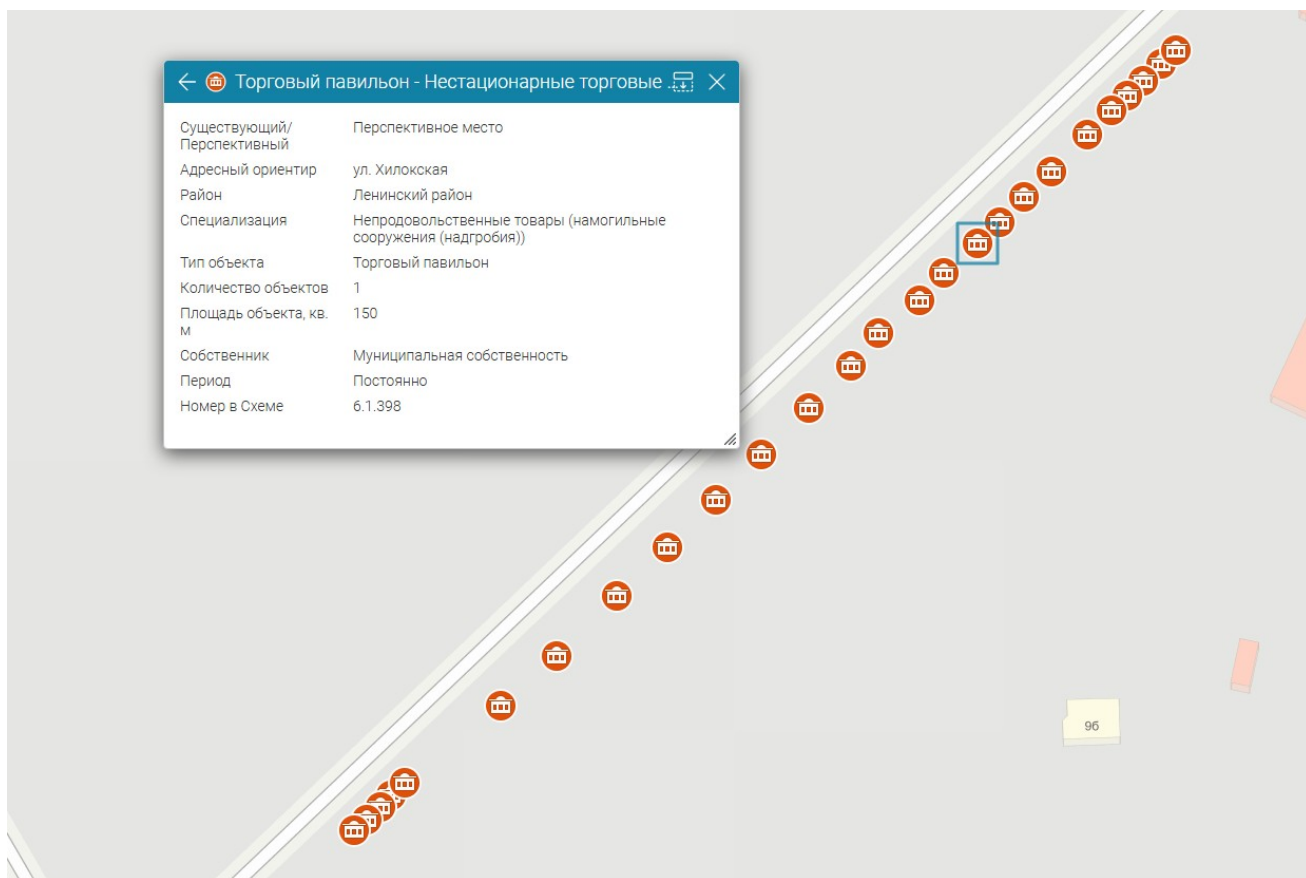 Торговый павильон - Нестационарные торговые ...
Существующий/ Перспективное место
Перспективный
Адресный ориентир ул. Хилокская
Район Ленинский район
Специализация Непродовольственные товары (намогильные
сооружения (надгробия))
Тип объекта Торговый павильон
Количество объектов 1
Площадь объекта, кв. 150
м
Собственник Муниципальная собственность
Период Постоянно
Номер в Схеме 6.1.398
9б